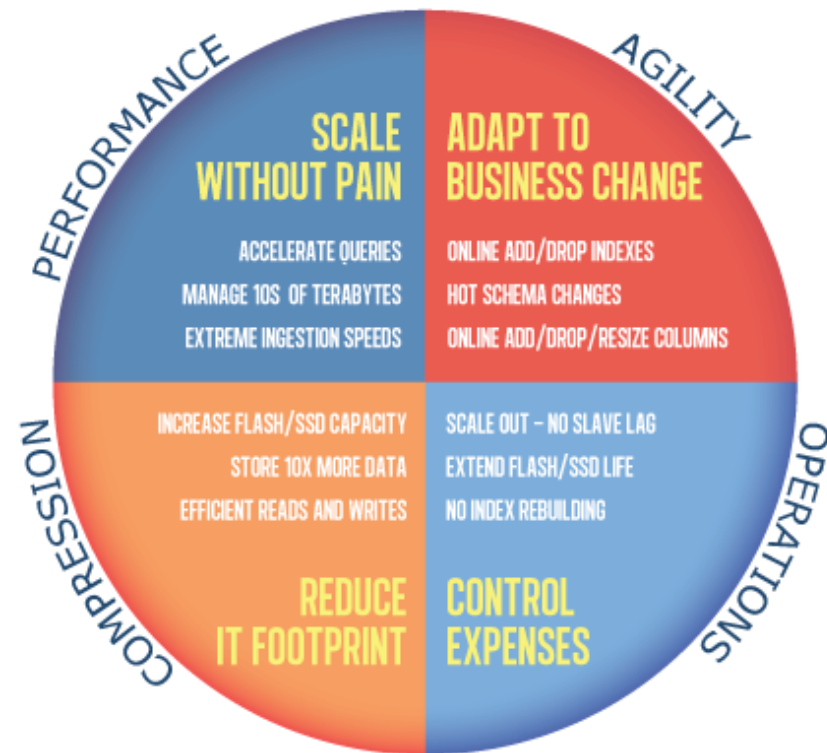 PERFORMANCE
SCALE
WITHOUT PAIN
ACCELERATE QUERIES
MANAGE 10S OF TERABYTES
EXTREME INGESTION SPEEDS
AGILITY
ADAPT TO
BUSINESS CHANGE
ONLINE ADD/DROP INDEXES
HOT SCHEMA CHANGES
ONLINE ADD/DROP/RESIZE COLUMNS
COMPRESSION
INCREASE FLASH/SSD CAPACITY
STORE 10X MORE DATA
EFFICIENT READS AND WRITES
REDUCE
IT FOOTPRINT
OPERATIONS
SCALE OUT – NO SLAVE LAG
EXTEND FLASH/SSD LIFE
NO INDEX REBUILDING
CONTROL
EXPENSES